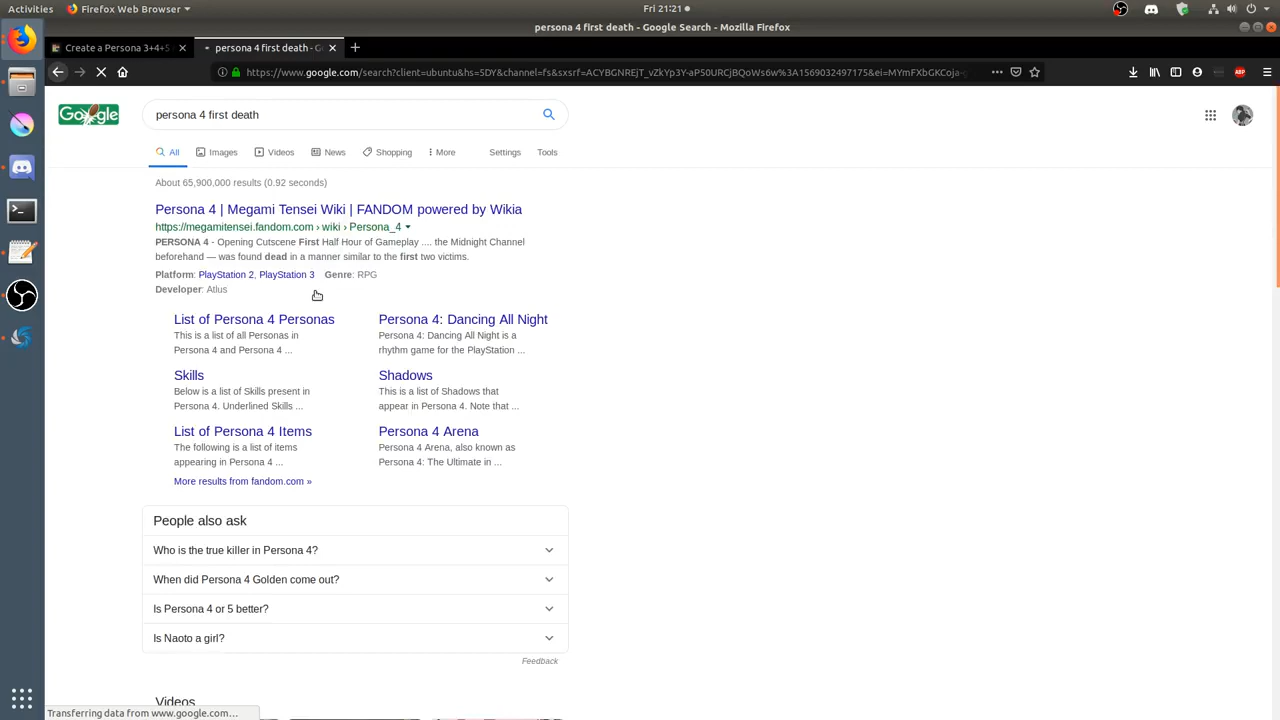 Activities Firefox Web Browser Fri 21:21
persona 4 first death - Google Search - Mozilla Firefox
Create a Persona 3+4+S persona 4 first death - G
https://www.google.com/search?client=ubuntu&hs=5DY&channel=fs&sxsrf=ACYBGNREjT_vZkYp3Y-aP50URCjBQoWs6w%3A1569032497175&ei=MYmFXbGKCoja- ABP
Google persona 4 first death
All Images Videos News Shopping More Settings Tools
About 65,900,000 results (0.92 seconds)
Persona 4 | Megami Tensei Wiki | FANDOM powered by Wikia
https://megamitensei.fandom.com › wiki › Persona_4
PERSONA 4 - Opening Cutscene First Half Hour of Gameplay .... the Midnight Channel
beforehand — was found dead in a manner similar to the first two victims.
Platform: PlayStation 2, PlayStation 3 Genre: RPG
Developer: Atlus
List of Persona 4 Personas
This is a list of all Personas in
Persona 4 and Persona 4 ...
Persona 4: Dancing All Night
Persona 4: Dancing All Night is a
rhythm game for the PlayStation ...
Skills
Below is a list of Skills present in
Persona 4. Underlined Skills ...
Shadows
This is a list of Shadows that
appear in Persona 4. Note that ...
List of Persona 4 Items
The following is a list of items
appearing in Persona 4 ...
Persona 4 Arena
Persona 4 Arena, also known as
Persona 4: The Ultimate in ...
More results from fandom.com »
People also ask
Who is the true killer in Persona 4?
When did Persona 4 Golden come out?
Is Persona 4 or 5 better?
Is Naoto a girl?
Feedback
Videos
Transferring data from www.google.com…